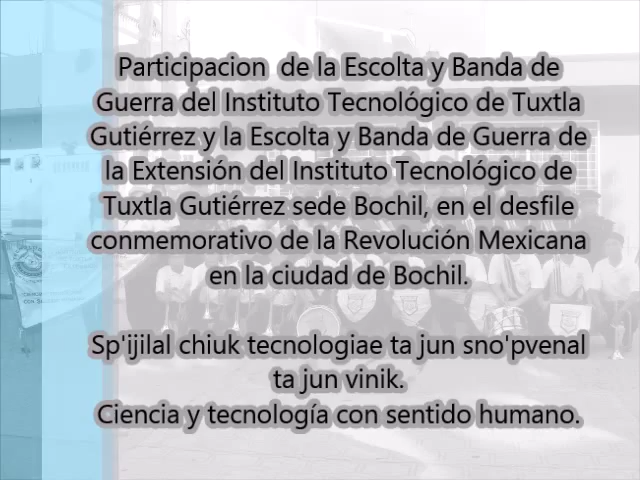 Participacion de la Escolta y Banda de
Guerra del Instituto Tecnológico de Tuxtla
Gutiérrez y la Escolta y Banda de Guerra de
la Extensión del Instituto Tecnológico de
Tuxtla Gutiérrez sede Bochil, en el desfile
conmemorativo de la Revolución Mexicana
en la ciudad de Bochil.
Sp'ijilal chiuk tecnologiae ta jun sno'pvenal
ta jun vinik.
Ciencia y tecnología con sentido humano.